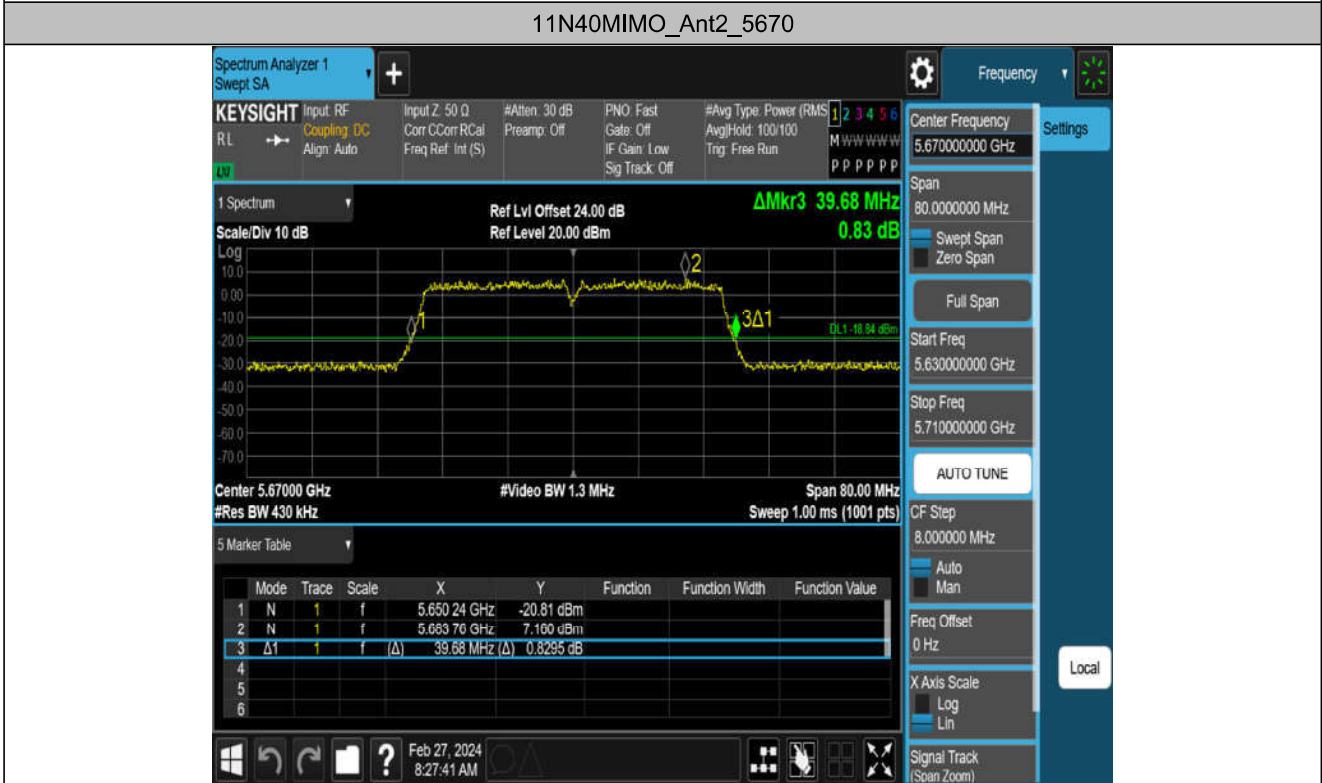 11N40MIMO_Ant2_5670
Spectrum Analyzer 1
Swept SA
Frequency
KEYSIGHT
RL
LXI
Input: RF
Coupling: DC
Align: Auto
Input Z: 50 Ω
Corr CCorr RCal
Freq Ref: Int (S)
#Atten: 30 dB
Preamp: Off
PNO: Fast
Gate: Off
IF Gain: Low
Sig Track: Off
#Avg Type: Power (RMS
Avg|Hold: 100/100
Trig: Free Run
1 2 3 4 5 6
M W W W W W
P P P P P P
Center Frequency
5.670000000 GHz
Settings
Span
80.0000000 MHz
Swept Span
Zero Span
Full Span
Start Freq
5.630000000 GHz
Stop Freq
5.710000000 GHz
AUTO TUNE
CF Step
8.000000 MHz
Auto
Man
Freq Offset
0 Hz
X Axis Scale
Log
Lin
Signal Track
(Span Zoom)
Local
1 Spectrum
Ref Lvl Offset 24.00 dB
ΔMkr3 39.68 MHz
Scale/Div 10 dB
Ref Level 20.00 dBm
0.83 dB
Log
10.0
0.00
-10.0
-20.0
-30.0
-40.0
-50.0
-60.0
-70.0
1
2
3Δ1
DL1 -18.84 dBm
Center 5.67000 GHz
#Video BW 1.3 MHz
Span 80.00 MHz
#Res BW 430 kHz
Sweep 1.00 ms (1001 pts)
5 Marker Table
Mode Trace Scale X Y Function Function Width Function Value
1 N 1 f 5.650 24 GHz -20.81 dBm
2 N 1 f 5.683 76 GHz 7.160 dBm
3 Δ1 1 f (Δ) 39.68 MHz (Δ) 0.8295 dB
4
5
6
?
Feb 27, 2024
8:27:41 AM